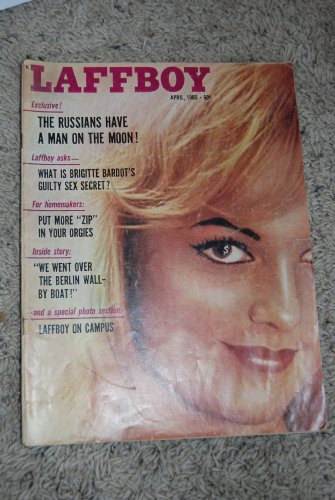 LAFFBOY
APRIL, 1965 - 60¢
Exclusive!
THE RUSSIANS HAVE
A MAN ON THE MOON!
Laffboy asks—
WHAT IS BRIGITTE BARDOT'S
GUILTY SEX SECRET?
For homemakers:
PUT MORE "ZIP"
IN YOUR ORGIES
Inside story:
"WE WENT OVER
THE BERLIN WALL-
BY BOAT!"
—and a special photo section:
LAFFBOY ON CAMPUS